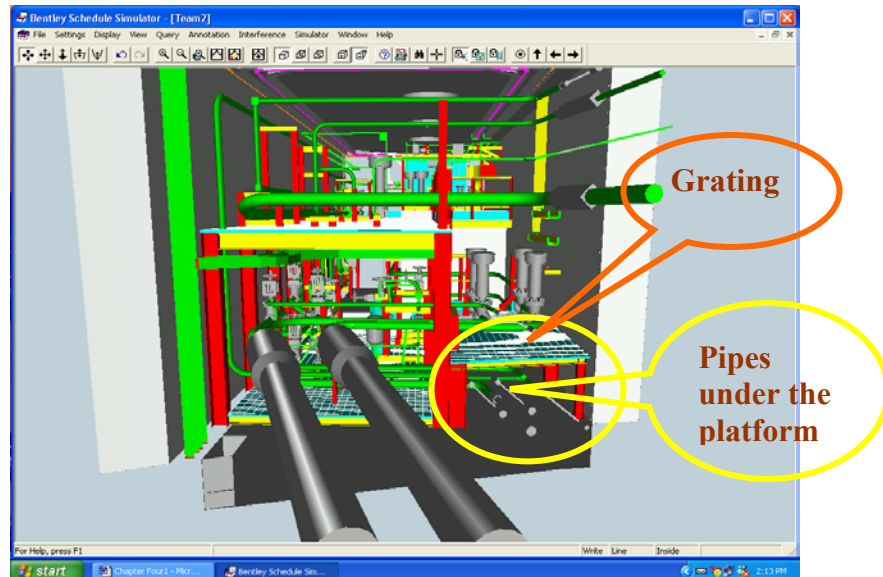 Bentley Schedule Simulator - [Team2]
File Settings Display View Query Annotation Interference Simulator Window Help
Grating
Pipes
under the
platform
For Help, press F1
Write Line Inside
start Chapter Four1 - Micr... Bentley Schedule Sim... 2:13 PM